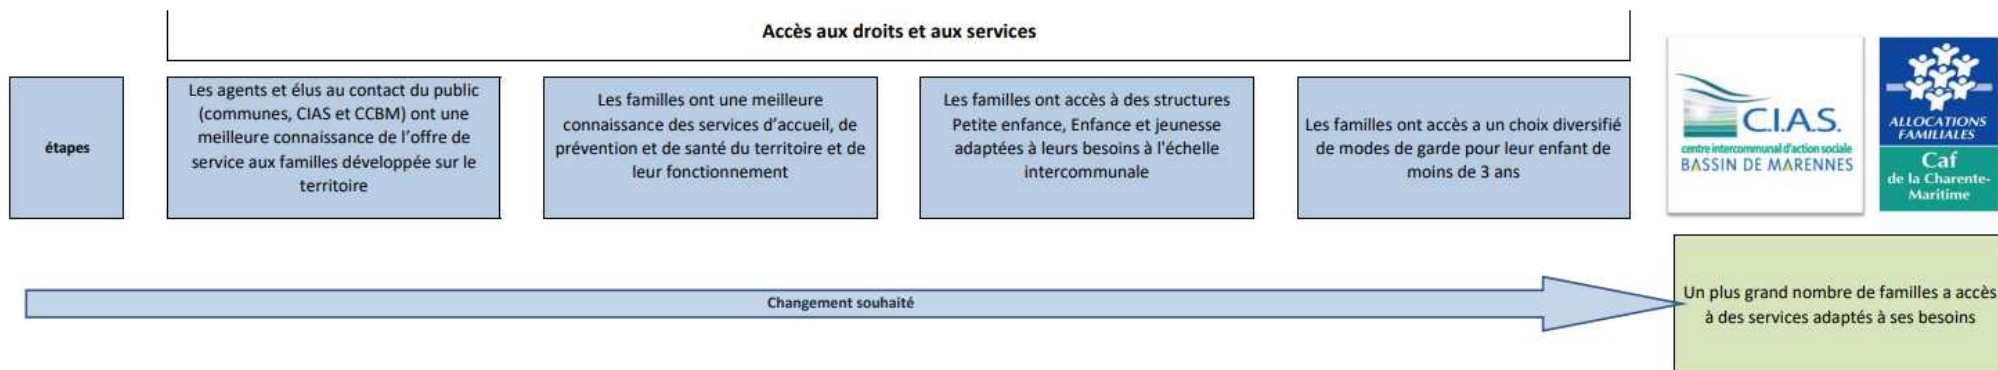 Accès aux droits et aux services
étapes
Les agents et élus au contact du public
(communes, CIAS et CCBM) ont une
meilleure connaissance de l'offre de
service aux familles développée sur le
territoire
Les familles ont une meilleure
connaissance des services d'accueil, de
prévention et de santé du territoire et de
leur fonctionnement
Les familles ont accès à des structures
Petite enfance, Enfance et jeunesse
adaptées à leurs besoins à l'échelle
intercommunale
Les familles ont accès a un choix diversifié
de modes de garde pour leur enfant de
moins de 3 ans
C.I.A.S.
centre intercommunal d'action sociale
BASSIN DE MARENNES
ALLOCATIONS
FAMILIALES
Caf
de la Charente-
Maritime
Changement souhaité
Un plus grand nombre de familles a accès
à des services adaptés à ses besoins